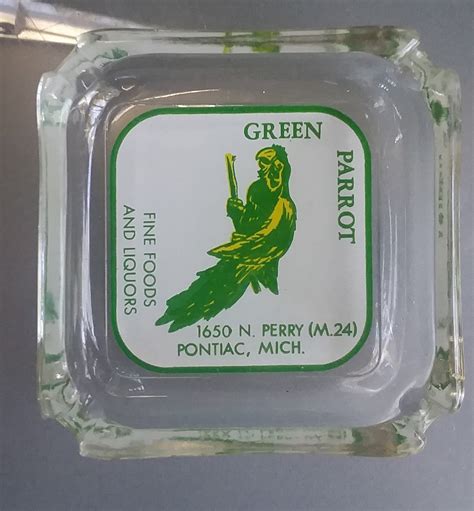 GREEN
PARROT
FINE FOODS
AND LIQUORS
1650 N. PERRY (M.24)
PONTIAC, MICH.